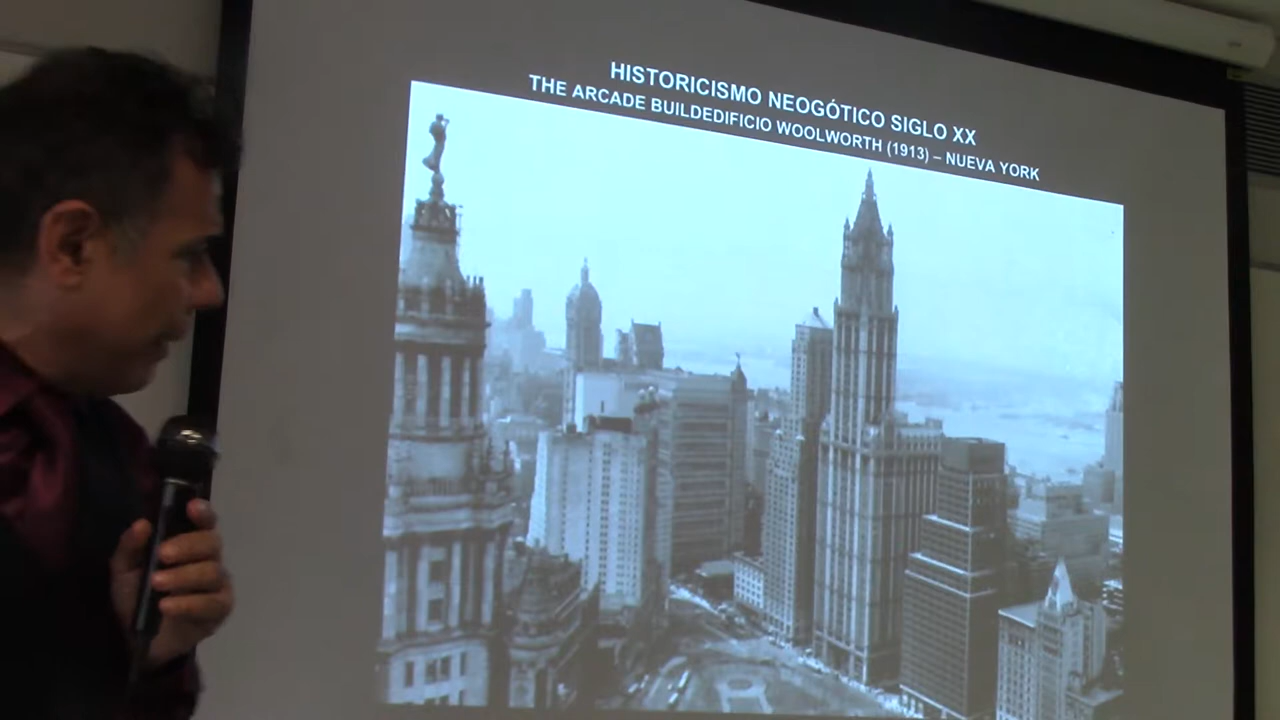 HISTORICISMO NEOGÓTICO SIGLO XX
THE ARCADE BUILDEDIFICIO WOOLWORTH (1913) – NUEVA YORK